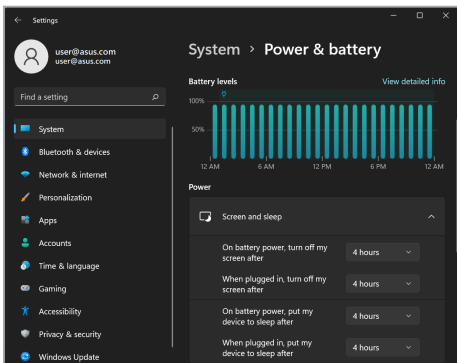 Settings
user@asus.com
user@asus.com
Find a setting
System
Bluetooth & devices
Network & internet
Personalization
Apps
Accounts
Time & language
Gaming
Accessibility
Privacy & security
Windows Update
System > Power & battery
Battery levels
View detailed info
100%
50%
12 AM 6 AM 12 PM 6 PM 12 AM
Power
Screen and sleep
On battery power, turn off my
screen after
4 hours
When plugged in, turn off my
screen after
4 hours
On battery power, put my
device to sleep after
4 hours
When plugged in, put my
device to sleep after
4 hours